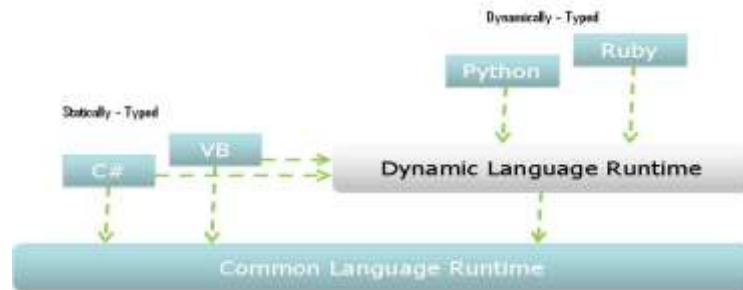 Dynamically - Typed
Ruby
Python
Statically - Typed
VB
C#
Dynamic Language Runtime
Common Language Runtime